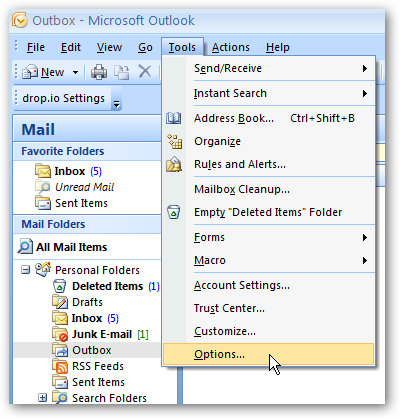 Outbox - Microsoft Outlook
File Edit View Go Tools Actions Help
New
drop.io Settings
Mail
Favorite Folders
Inbox (5)
Unread Mail
Sent Items
Mail Folders
All Mail Items
Personal Folders
Deleted Items (1)
Drafts
Inbox (5)
Junk E-mail [1]
Outbox
RSS Feeds
Sent Items
Search Folders
Send/Receive
Instant Search
Address Book... Ctrl+Shift+B
Organize
Rules and Alerts...
Mailbox Cleanup...
Empty "Deleted Items" Folder
Forms
Macro
Account Settings...
Trust Center...
Customize...
Options...